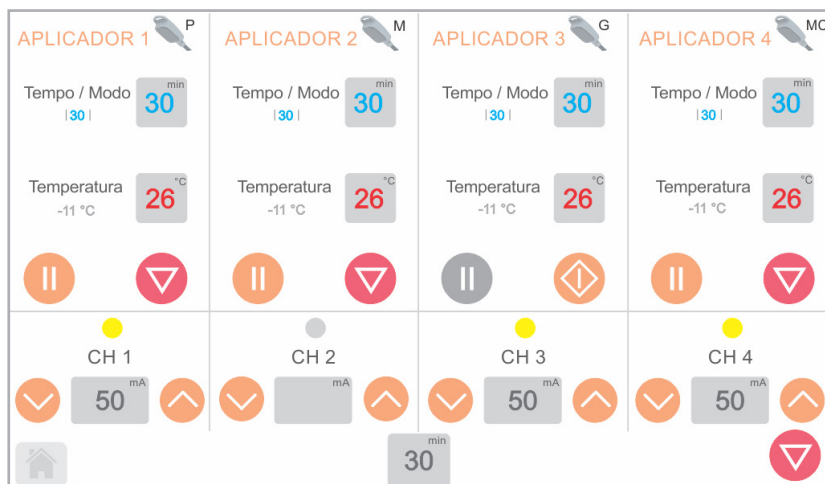 APLICADOR 1 P
Tempo / Modo
|30|
min
30
Temperatura
-11 °C
°C
26
APLICADOR 2 M
Tempo / Modo
|30|
min
30
Temperatura
-11 °C
°C
26
APLICADOR 3 G
Tempo / Modo
|30|
min
30
Temperatura
-11 °C
°C
26
APLICADOR 4 MC
Tempo / Modo
|30|
min
30
Temperatura
-11 °C
°C
26
CH 1
mA
50
CH 2
mA
CH 3
mA
50
CH 4
mA
50
min
30